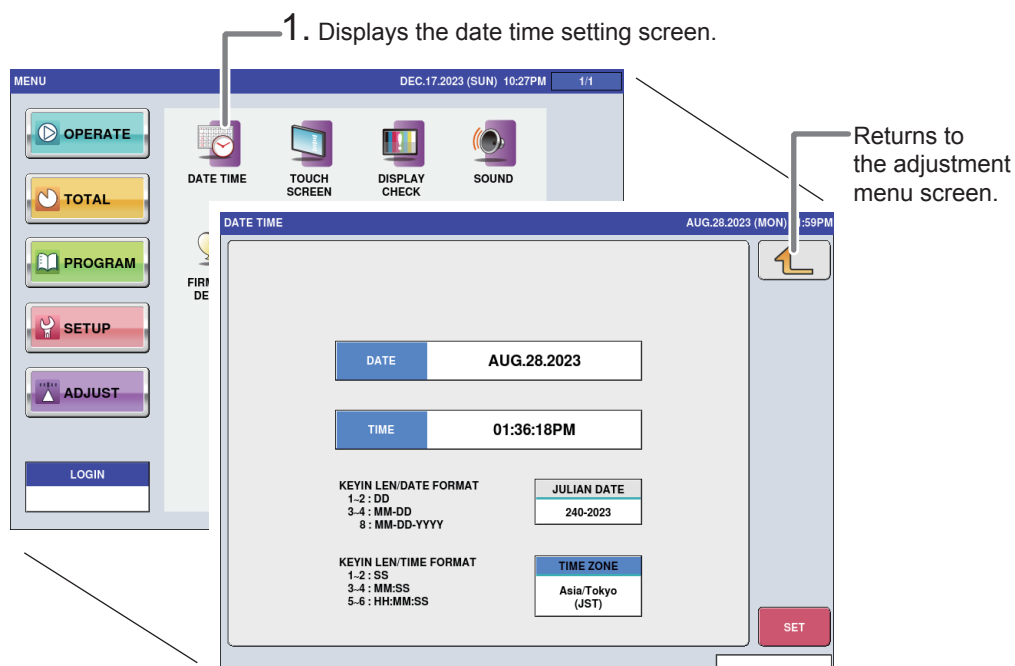 1. Displays the date time setting screen.
MENU
DEC.17.2023 (SUN) 10:27PM
1/1
OPERATE
TOTAL
PROGRAM
SETUP
ADJUST
LOGIN
DATE TIME
TOUCH
SCREEN
DISPLAY
CHECK
SOUND
Returns to
the adjustment
menu screen.
DATE TIME
AUG.28.2023 (MON) :59PM
DATE
AUG.28.2023
TIME
01:36:18PM
KEYIN LEN/DATE FORMAT
1~2 : DD
3~4 : MM-DD
8 : MM-DD-YYYY
JULIAN DATE
240-2023
KEYIN LEN/TIME FORMAT
1~2 : SS
3~4 : MM:SS
5~6 : HH:MM:SS
TIME ZONE
Asia/Tokyo
(JST)
SET